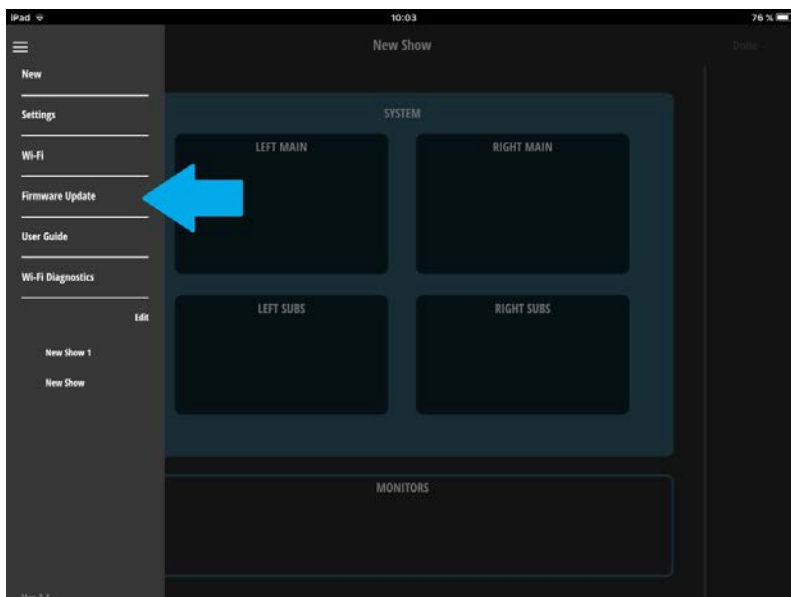 iPad 10:03 76 %
New Show Done
New
Settings
Wi-Fi
Firmware Update
User Guide
Wi-Fi Diagnostics
Edit
New Show 1
New Show
SYSTEM
LEFT MAIN RIGHT MAIN
LEFT SUBS RIGHT SUBS
MONITORS